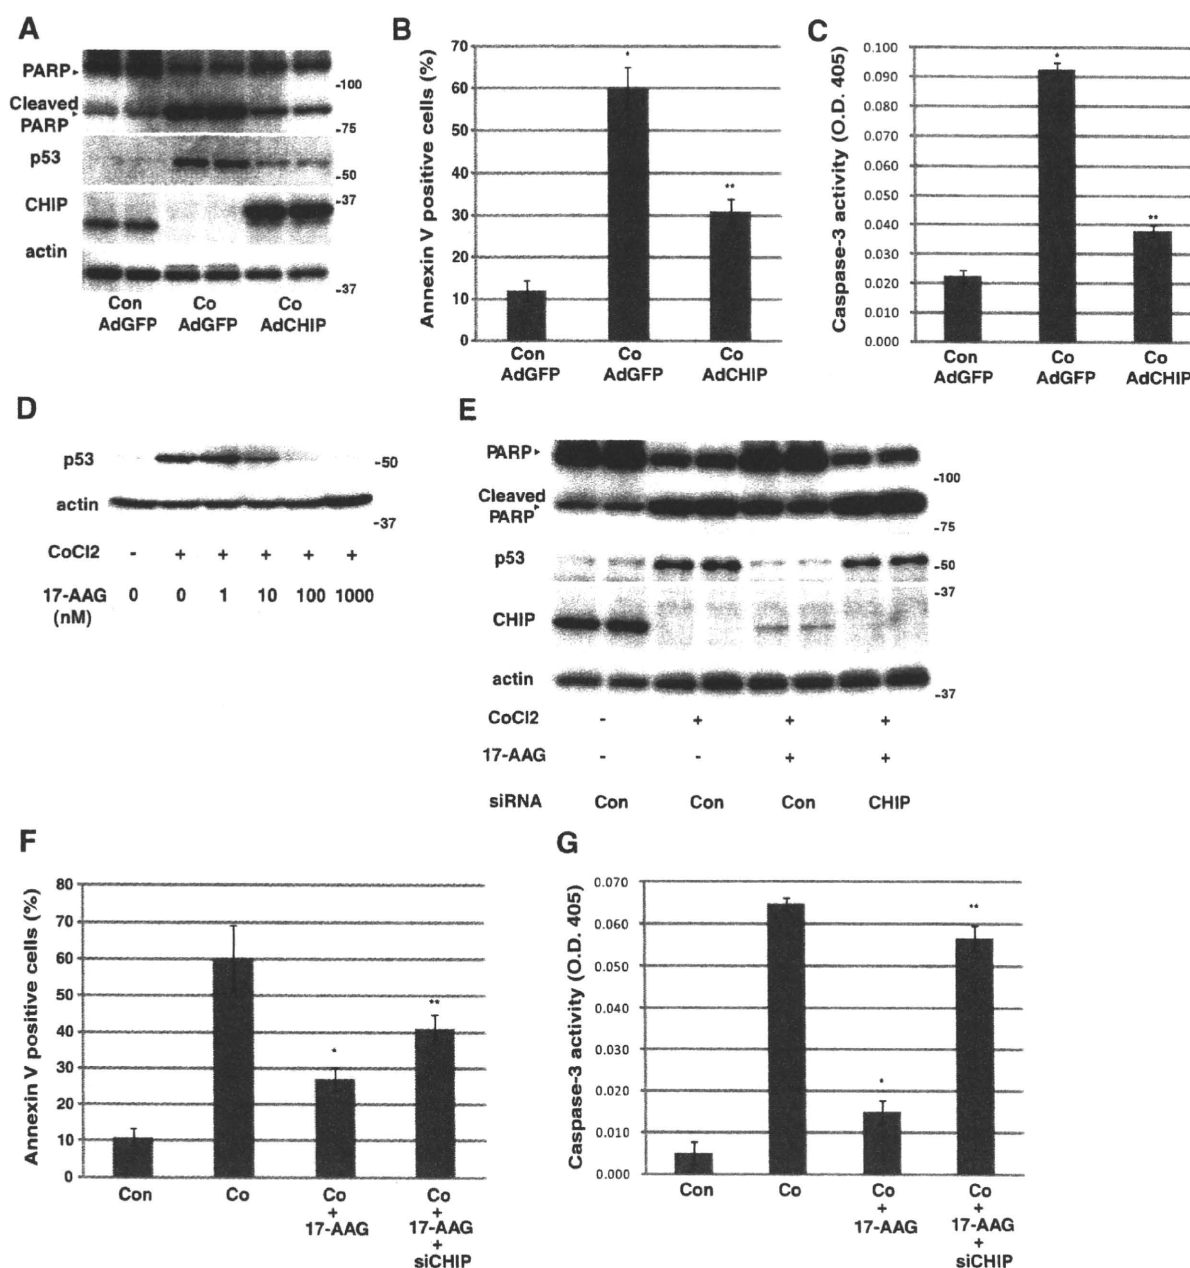 A
PARP
-100
Cleaved
PARP
-75
p53
-50
CHIP
-37
actin
-37
Con Co Co
AdGFP AdGFP AdCHIP
B
Annexin V positive cells (%)
70
60
50
40
30
20
10
0
*
**
Con Co Co
AdGFP AdGFP AdCHIP
C
Caspase-3 activity (O.D. 405)
0.100
0.090
0.080
0.070
0.060
0.050
0.040
0.030
0.020
0.010
0.000
*
**
Con Co Co
AdGFP AdGFP AdCHIP
D
p53
-50
actin
-37
CoCl2 - + + + + +
17-AAG 0 0 1 10 100 1000
(nM)
E
PARP
-100
Cleaved
PARP
-75
p53
-50
-37
CHIP
actin
-37
CoCl2 - + + +
17-AAG - - + +
siRNA Con Con Con CHIP
F
Annexin V positive cells (%)
80
70
60
50
40
30
20
10
0
*
**
Con Co Co Co
+ +
17-AAG 17-AAG
+
siCHIP
G
Caspase-3 activity (O.D. 405)
0.070
0.060
0.050
0.040
0.030
0.020
0.010
0.000
*
**
Con Co Co Co
+ +
17-AAG 17-AAG
+
siCHIP